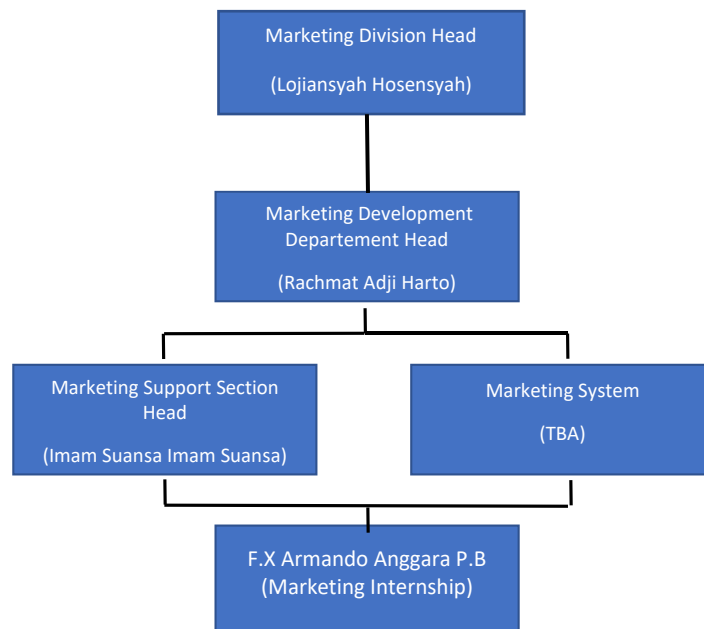 Marketing Division Head
(Lojiansyah Hosensyah)
Marketing Development
Departement Head
(Rachmat Adji Harto)
Marketing Support Section
Head
(Imam Suansa Imam Suansa)
Marketing System
(TBA)
F.X Armando Anggara P.B
(Marketing Internship)